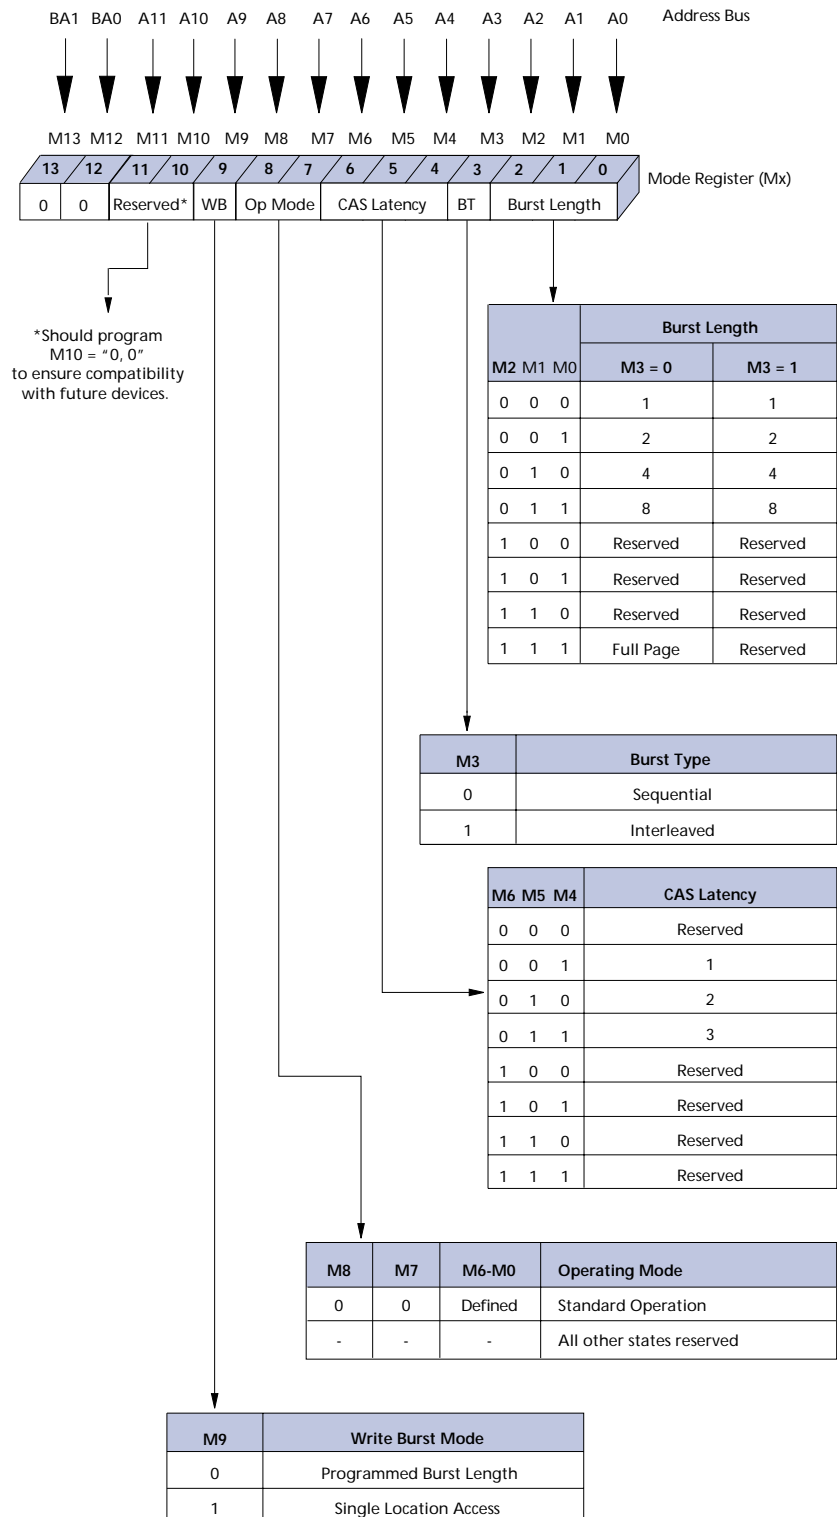 BA1 BA0 A11 A10 A9 A8 A7 A6 A5 A4 A3 A2 A1 A0 Address Bus
M13 M12 M11 M10 M9 M8 M7 M6 M5 M4 M3 M2 M1 M0
13 12 11 10 9 8 7 6 5 4 3 2 1 0
Mode Register (Mx)
0 0 Reserved* WB Op Mode CAS Latency BT Burst Length
*Should program
M10 = "0, 0"
to ensure compatibility
with future devices.
Burst Length
M2 M1 M0 M3 = 0 M3 = 1
0 0 0 1 1
0 0 1 2 2
0 1 0 4 4
0 1 1 8 8
1 0 0 Reserved Reserved
1 0 1 Reserved Reserved
1 1 0 Reserved Reserved
1 1 1 Full Page Reserved
M3 Burst Type
0 Sequential
1 Interleaved
M6 M5 M4 CAS Latency
0 0 0 Reserved
0 0 1 1
0 1 0 2
0 1 1 3
1 0 0 Reserved
1 0 1 Reserved
1 1 0 Reserved
1 1 1 Reserved
M8 M7 M6-M0 Operating Mode
0 0 Defined Standard Operation
- - - All other states reserved
M9 Write Burst Mode
0 Programmed Burst Length
1 Single Location Access